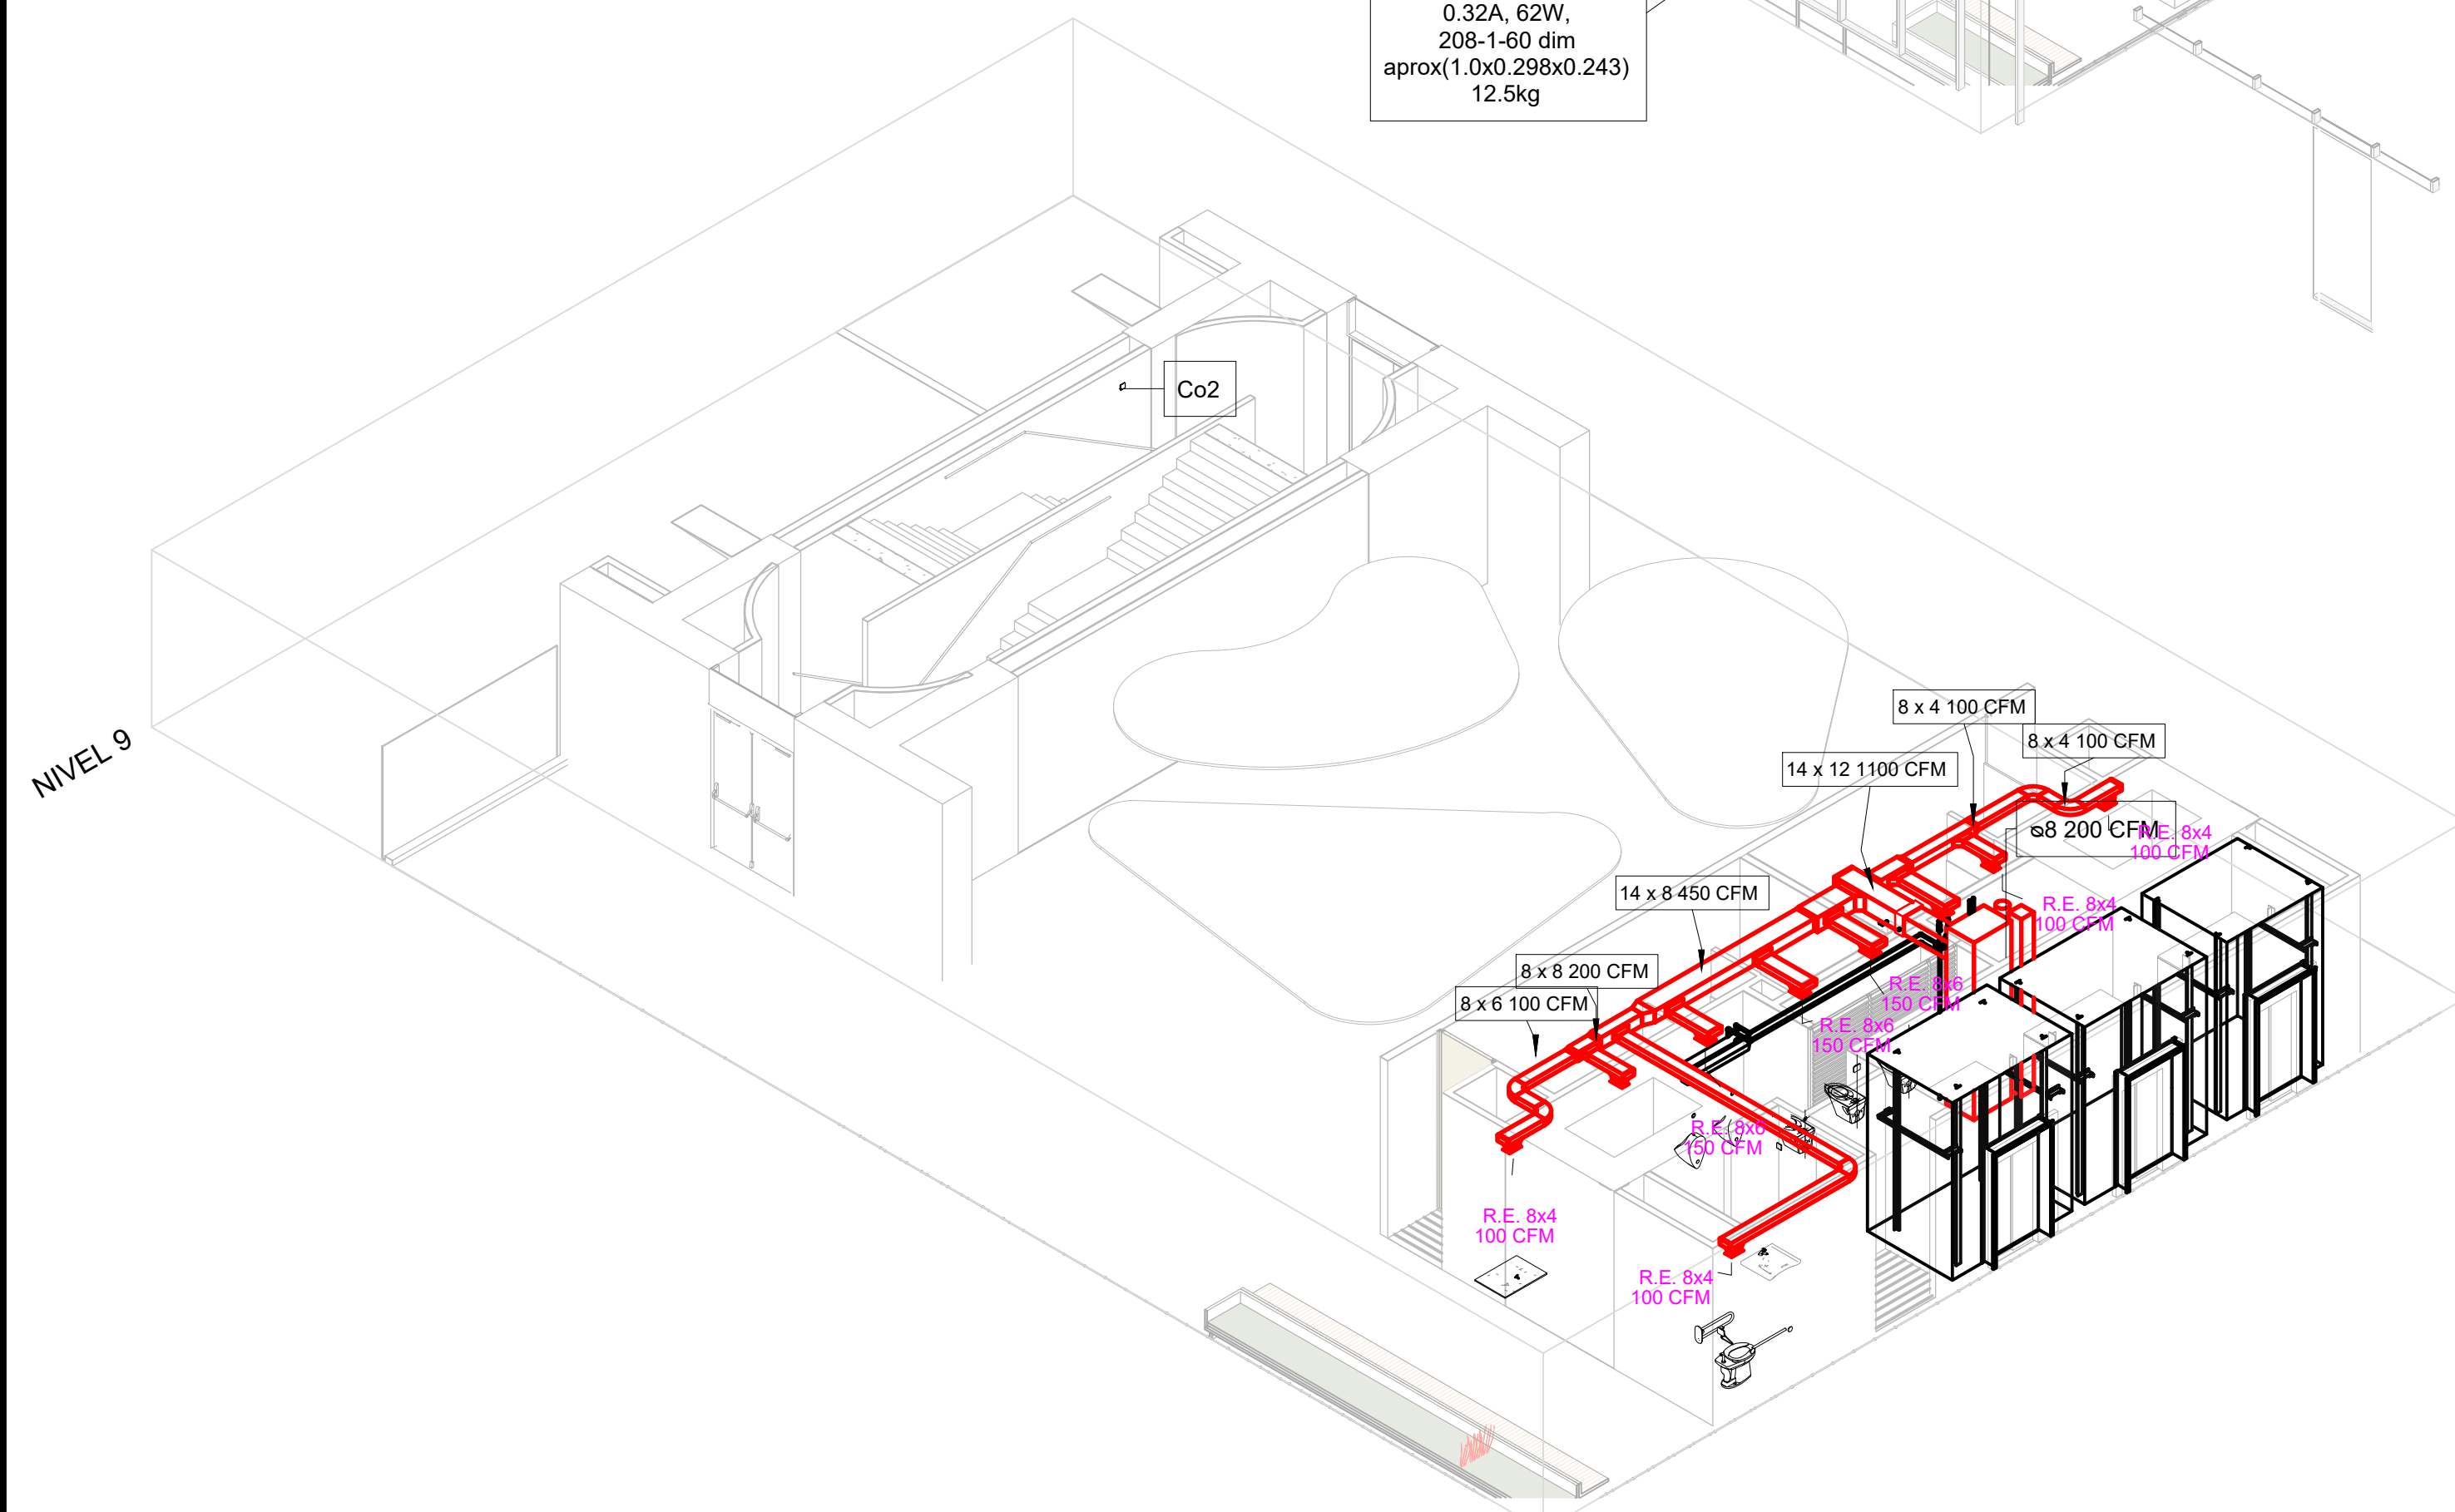 0.32A, 62W,
208-1-60 dim
aprox(1.0x0.298x0.243)
12.5kg
Co2
NIVEL 9
8 x 4 100 CFM
8 x 4 100 CFM
14 x 12 1100 CFM
⌀8 200 CFM
R.E. 8x4
100 CFM
14 x 8 450 CFM
R.E. 8x4
100 CFM
8 x 8 200 CFM
8 x 6 100 CFM
R.E. 8x6
150 CFM
R.E. 8x6
150 CFM
R.E. 8x6
150 CFM
R.E. 8x4
100 CFM
R.E. 8x4
100 CFM